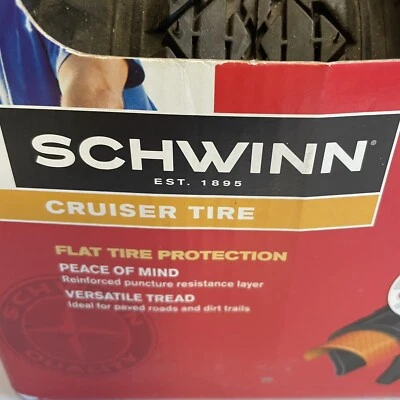 SCHWINN®
EST. 1895
CRUISER TIRE
FLAT TIRE PROTECTION
PEACE OF MIND
Reinforced puncture resistance layer
VERSATILE TREAD
Ideal for paved roads and dirt trails
QUALITY